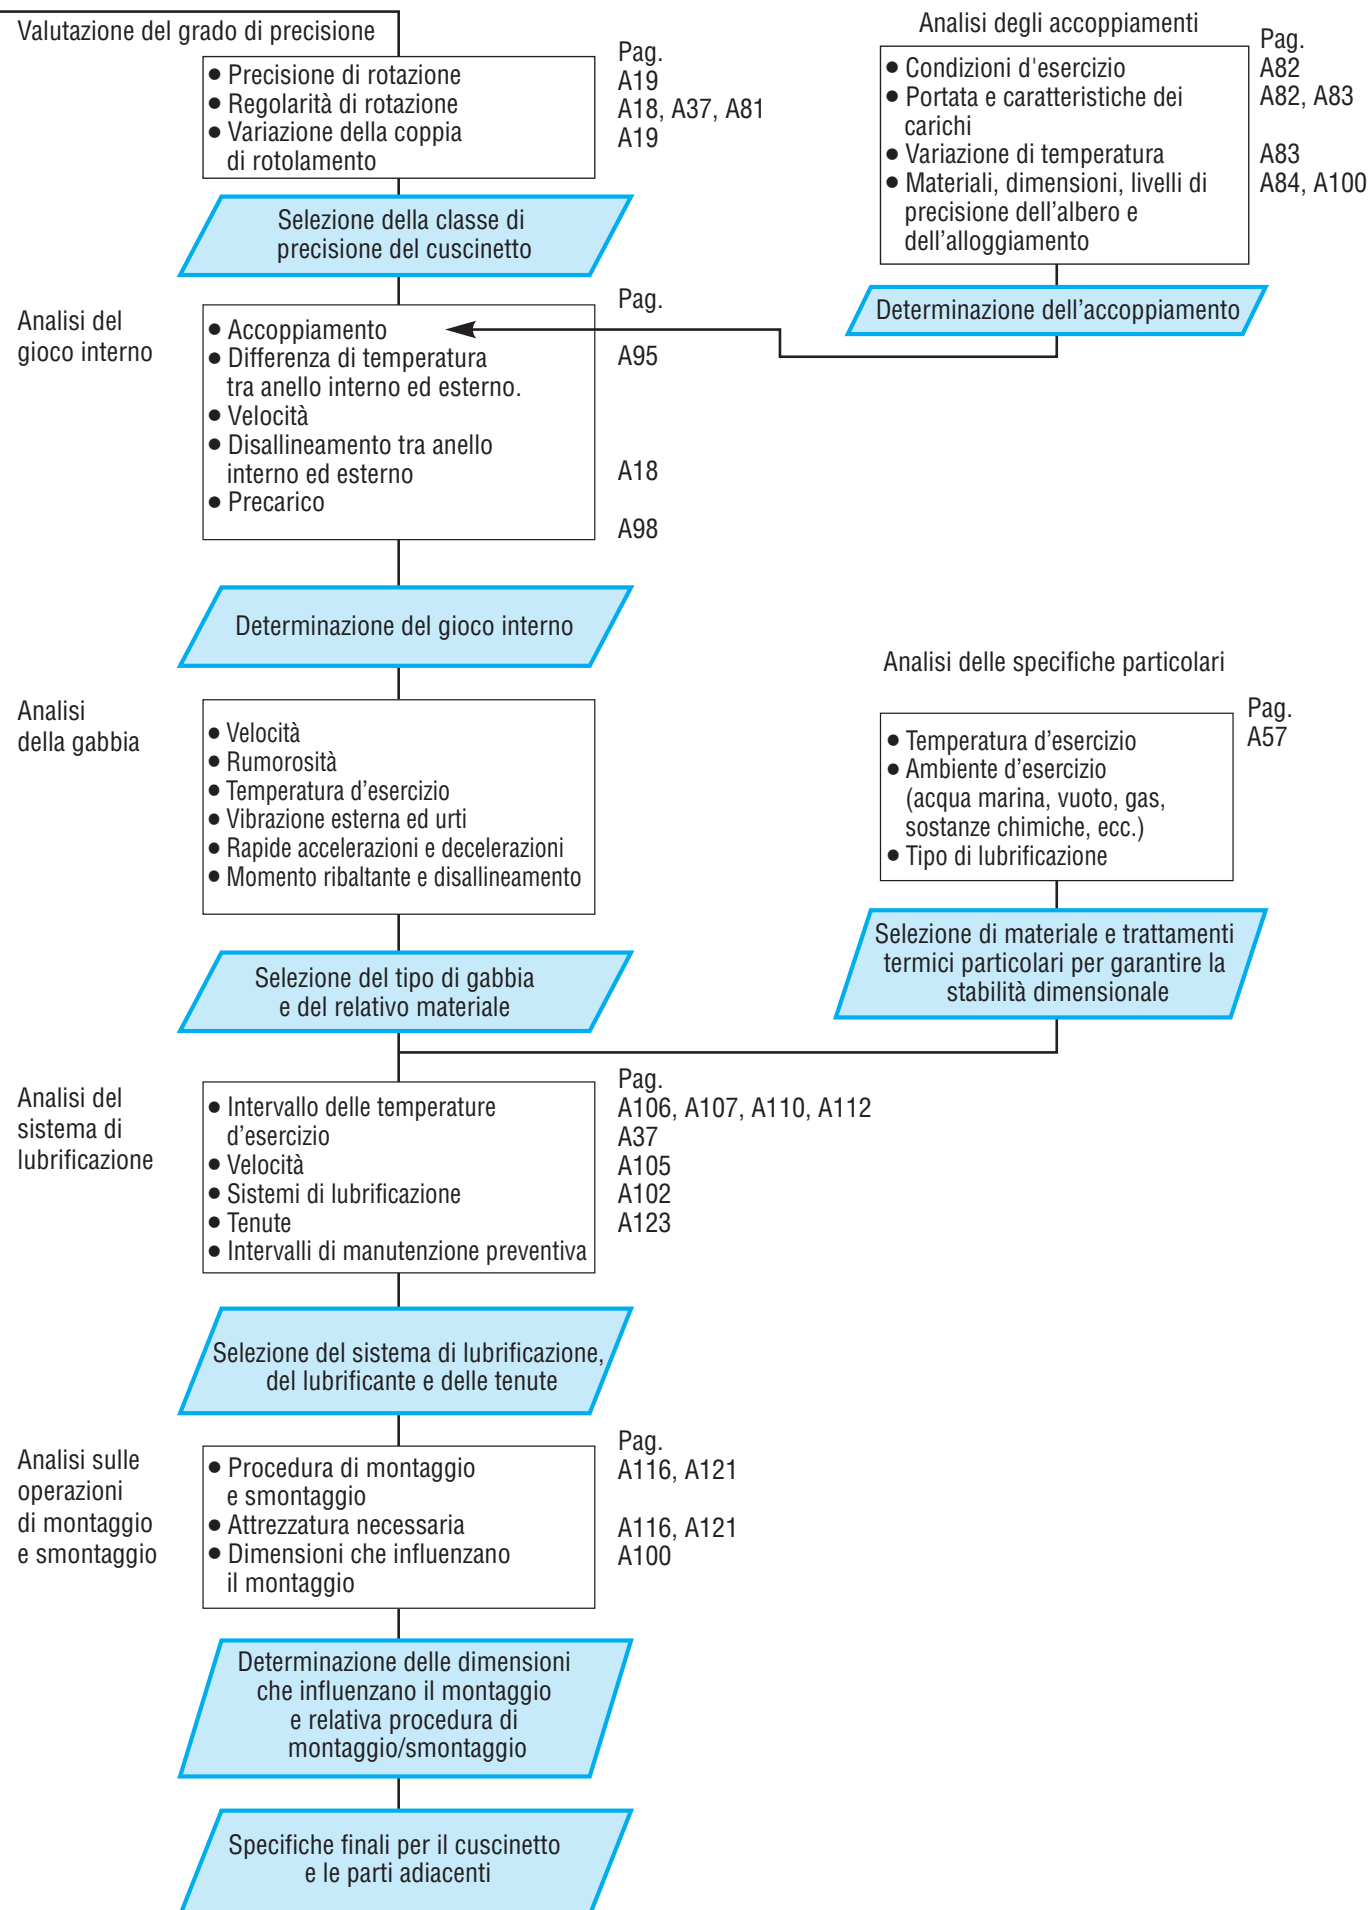 Valutazione del grado di precisione
Pag.
● Precisione di rotazione
A19
● Regolarità di rotazione
A18, A37, A81
● Variazione della coppia
A19
di rotolamento
Selezione della classe di
precisione del cuscinetto
Analisi degli accoppiamenti
Pag.
● Condizioni d'esercizio
A82
● Portata e caratteristiche dei
A82, A83
carichi
● Variazione di temperatura
A83
● Materiali, dimensioni, livelli di
A84, A100
precisione dell’albero e
dell’alloggiamento
Determinazione dell’accoppiamento
Analisi del
gioco interno
Pag.
● Accoppiamento
● Differenza di temperatura
A95
tra anello interno ed esterno.
● Velocità
● Disallineamento tra anello
interno ed esterno
A18
● Precarico
A98
Determinazione del gioco interno
Analisi
della gabbia
● Velocità
● Rumorosità
● Temperatura d’esercizio
● Vibrazione esterna ed urti
● Rapide accelerazioni e decelerazioni
● Momento ribaltante e disallineamento
Selezione del tipo di gabbia
e del relativo materiale
Analisi delle specifiche particolari
Pag.
A57
● Temperatura d’esercizio
● Ambiente d’esercizio
(acqua marina, vuoto, gas,
sostanze chimiche, ecc.)
● Tipo di lubrificazione
Selezione di materiale e trattamenti
termici particolari per garantire la
stabilità dimensionale
Analisi del
sistema di
lubrificazione
Pag.
● Intervallo delle temperature
A106, A107, A110, A112
d’esercizio
A37
● Velocità
A105
● Sistemi di lubrificazione
A102
● Tenute
A123
● Intervalli di manutenzione preventiva
Selezione del sistema di lubrificazione,
del lubrificante e delle tenute
Analisi sulle
operazioni
di montaggio
e smontaggio
Pag.
● Procedura di montaggio
A116, A121
e smontaggio
● Attrezzatura necessaria
A116, A121
● Dimensioni che influenzano
A100
il montaggio
Determinazione delle dimensioni
che influenzano il montaggio
e relativa procedura di
montaggio/smontaggio
Specifiche finali per il cuscinetto
e le parti adiacenti